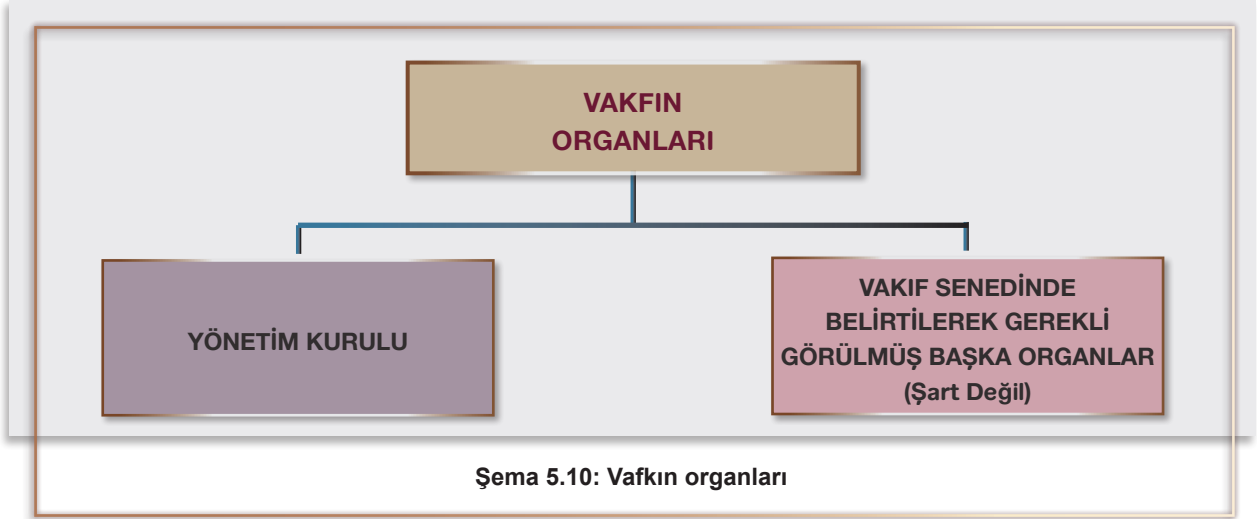 VAKFIN
ORGANLARI
YÖNETİM KURULU
VAKIF SENEDİNDE
BELİRTİLEREK GEREKLİ
GÖRÜLMÜŞ BAŞKA ORGANLAR
(Şart Değil)
Şema 5.10: Vafkın organları